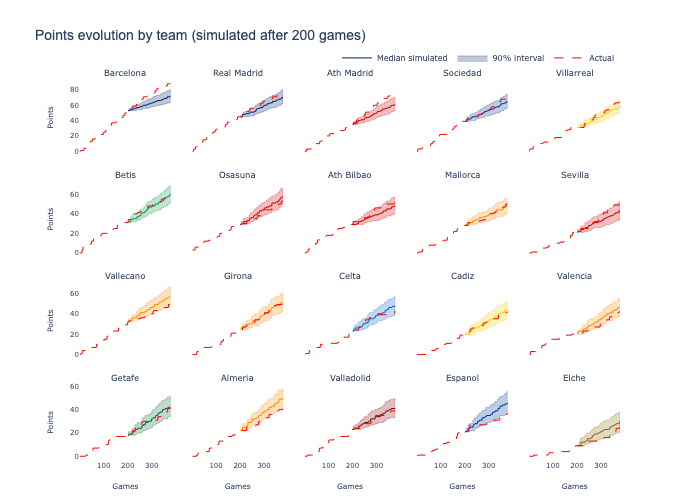 Points evolution by team (simulated after 200 games)
Median simulated 90% interval Actual
Barcelona Real Madrid Ath Madrid Sociedad Villarreal
80
60
40
20
0
Points
Betis Osasuna Ath Bilbao Mallorca Sevilla
60
40
20
0
Points
Vallecano Girona Celta Cadiz Valencia
60
40
20
0
Points
Getafe Almeria Valladolid Espanol Elche
60
40
20
0
Points
100 200 300 100 200 300 100 200 300 100 200 300 100 200 300
Games Games Games Games Games